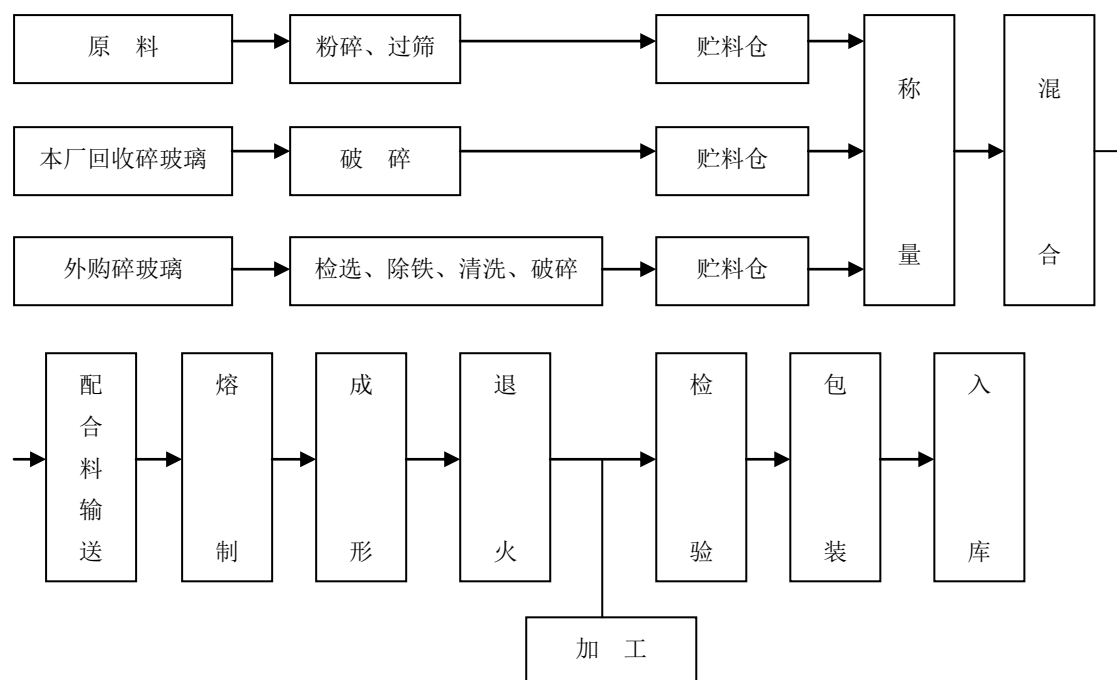 原 料
粉碎、过筛
贮料仓
本厂回收碎玻璃
破 碎
贮料仓
外购碎玻璃
检选、除铁、清洗、破碎
贮料仓
称量
混合
配合料输送
熔制
成形
退火
检验
包装
入库
加 工